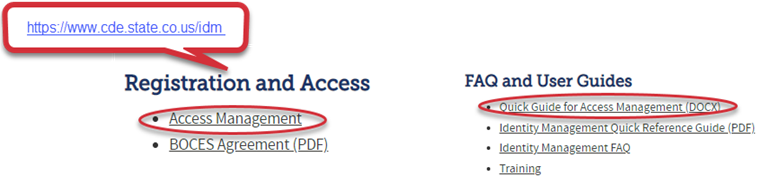 https://www.cde.state.co.us/idm
Registration and Access
Access Management
BOCES Agreement (PDF)
FAQ and User Guides
Quick Guide for Access Management (DOCX)
Identity Management Quick Reference Guide (PDF)
Identity Management FAQ
Training